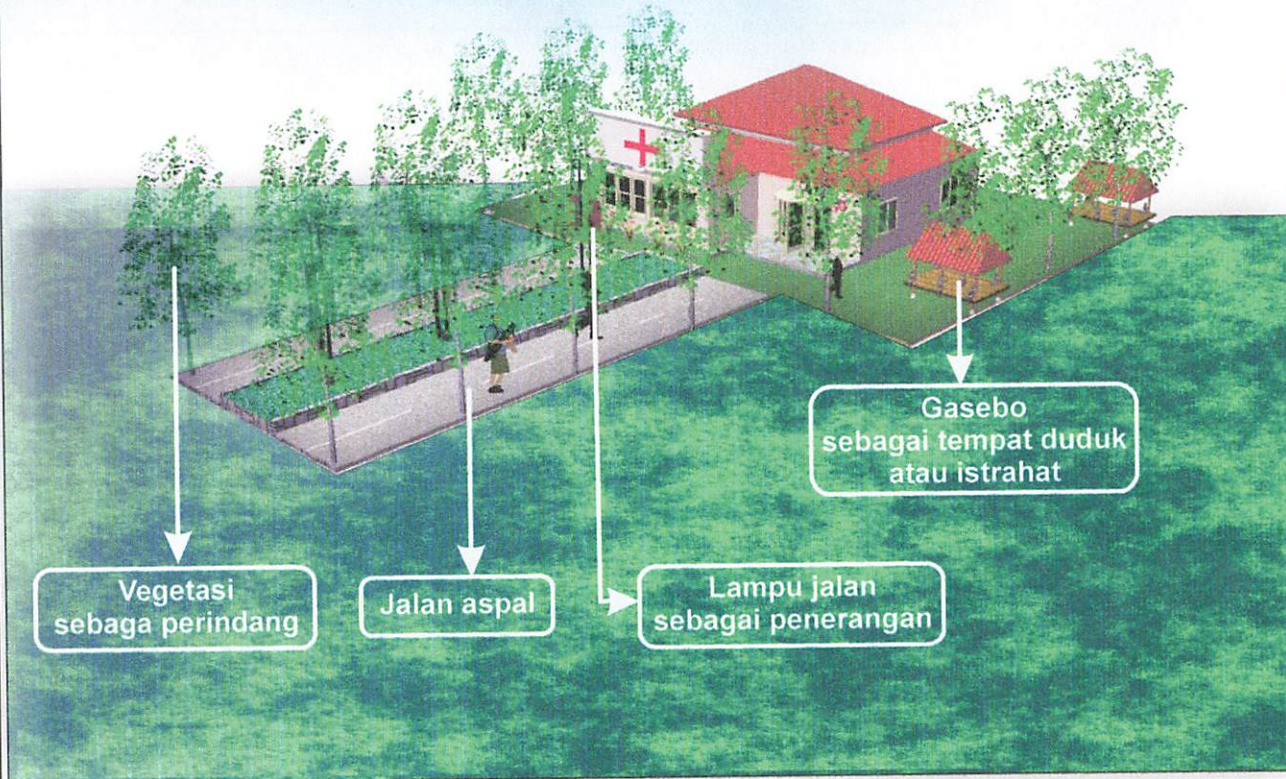 Gasebo
sebagai tempat duduk
atau istrahat
Vegetasi
sebaga perindang
Jalan aspal
Lampu jalan
sebagai penerangan